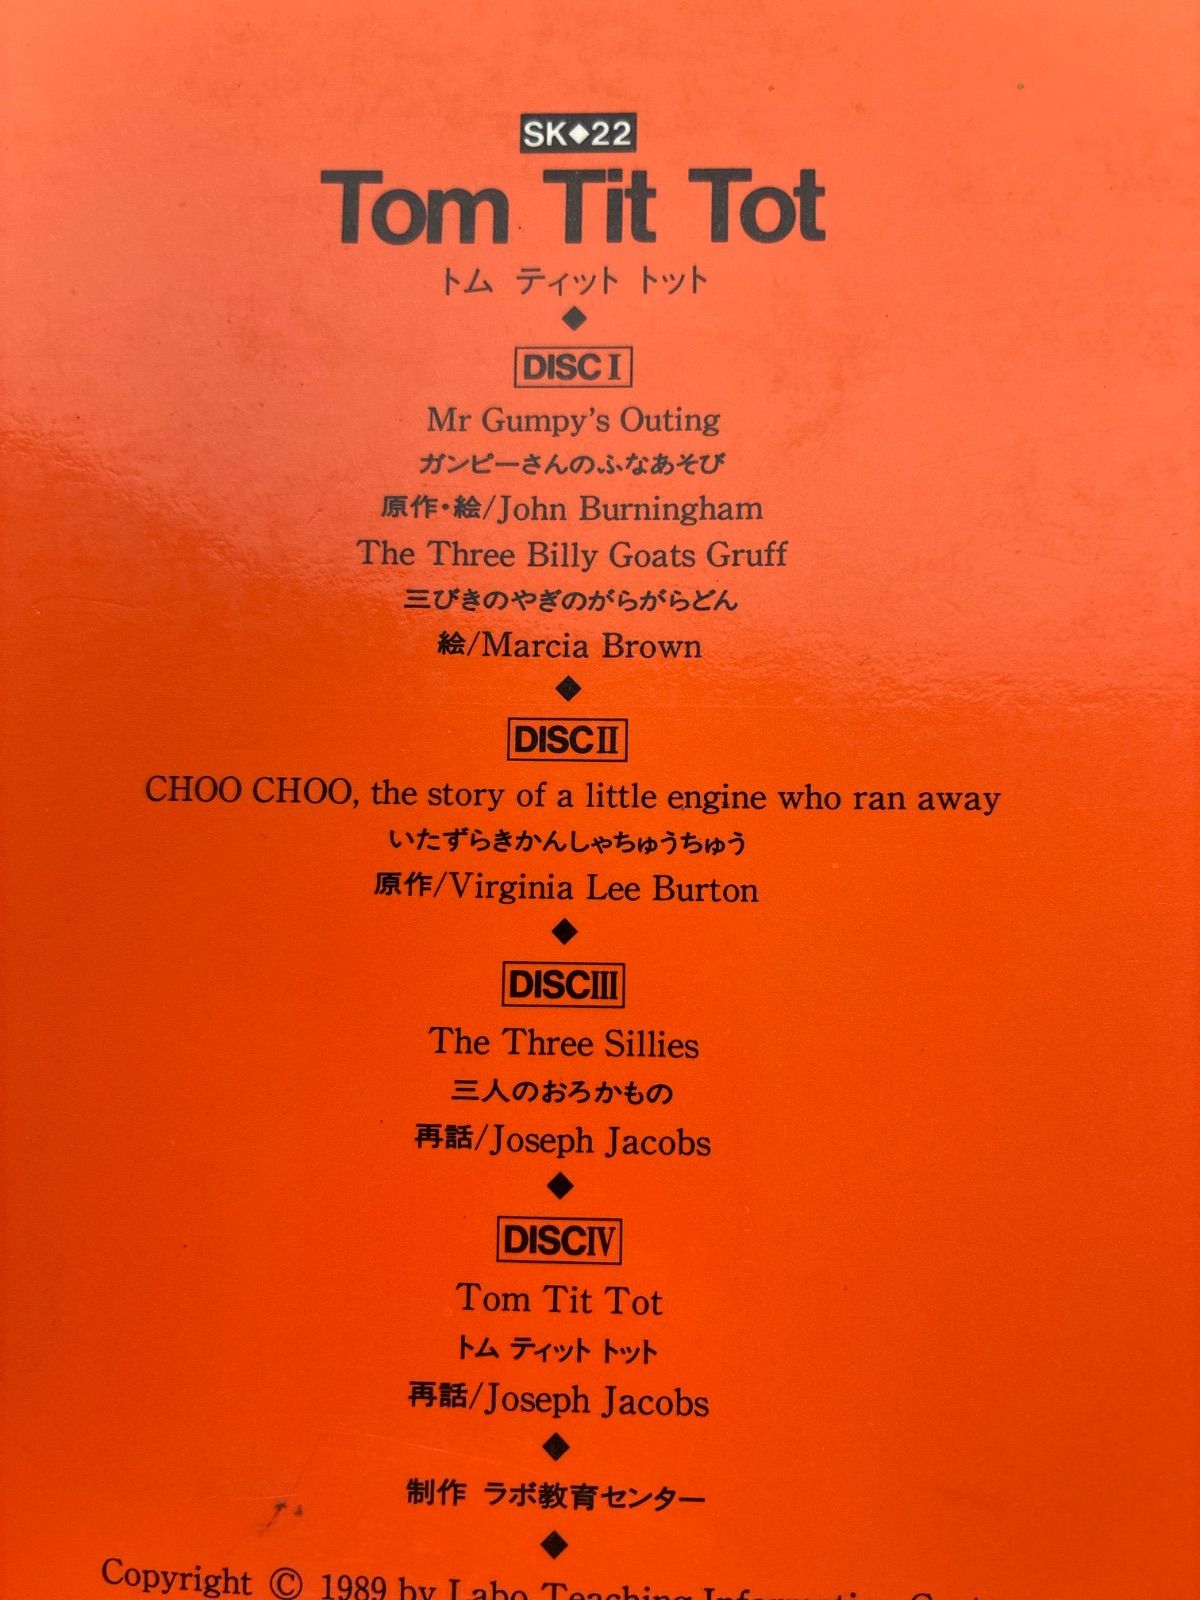 SK◆22
Tom Tit Tot
トム ティット トット
◆
DISC I
Mr Gumpy's Outing
ガンピーさんのふなあそび
原作・絵/John Burningham
The Three Billy Goats Gruff
三びきのやぎのがらがらどん
絵/Marcia Brown
◆
DISC II
CHOO CHOO, the story of a little engine who ran away
いたずらきかんしゃちゅうちゅう
原作/Virginia Lee Burton
◆
DISC III
The Three Sillies
三人のおろかもの
再話/Joseph Jacobs
◆
DISC IV
Tom Tit Tot
トム ティット トット
再話/Joseph Jacobs
◆
制作 ラボ教育センター
◆
Copyright © 1989 by Labo Teaching Information